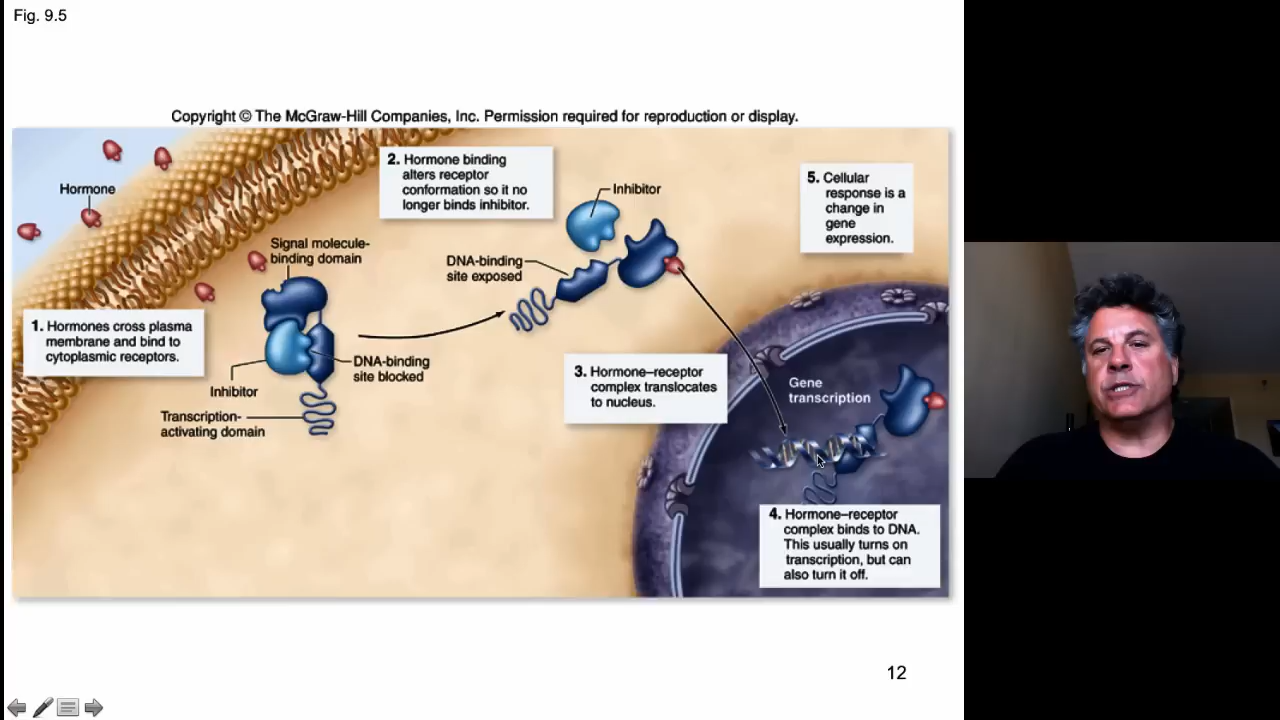 Fig. 9.5
Copyright © The McGraw-Hill Companies, Inc. Permission required for reproduction or display.
Hormone
Signal molecule-
binding domain
1. Hormones cross plasma
membrane and bind to
cytoplasmic receptors.
Inhibitor
DNA-binding
site blocked
Transcription-
activating domain
2. Hormone binding
alters receptor
conformation so it no
longer binds inhibitor.
Inhibitor
DNA-binding
site exposed
3. Hormone–receptor
complex translocates
to nucleus.
5. Cellular
response is a
change in
gene
expression.
Gene
transcription
4. Hormone–receptor
complex binds to DNA.
This usually turns on
transcription, but can
also turn it off.
12